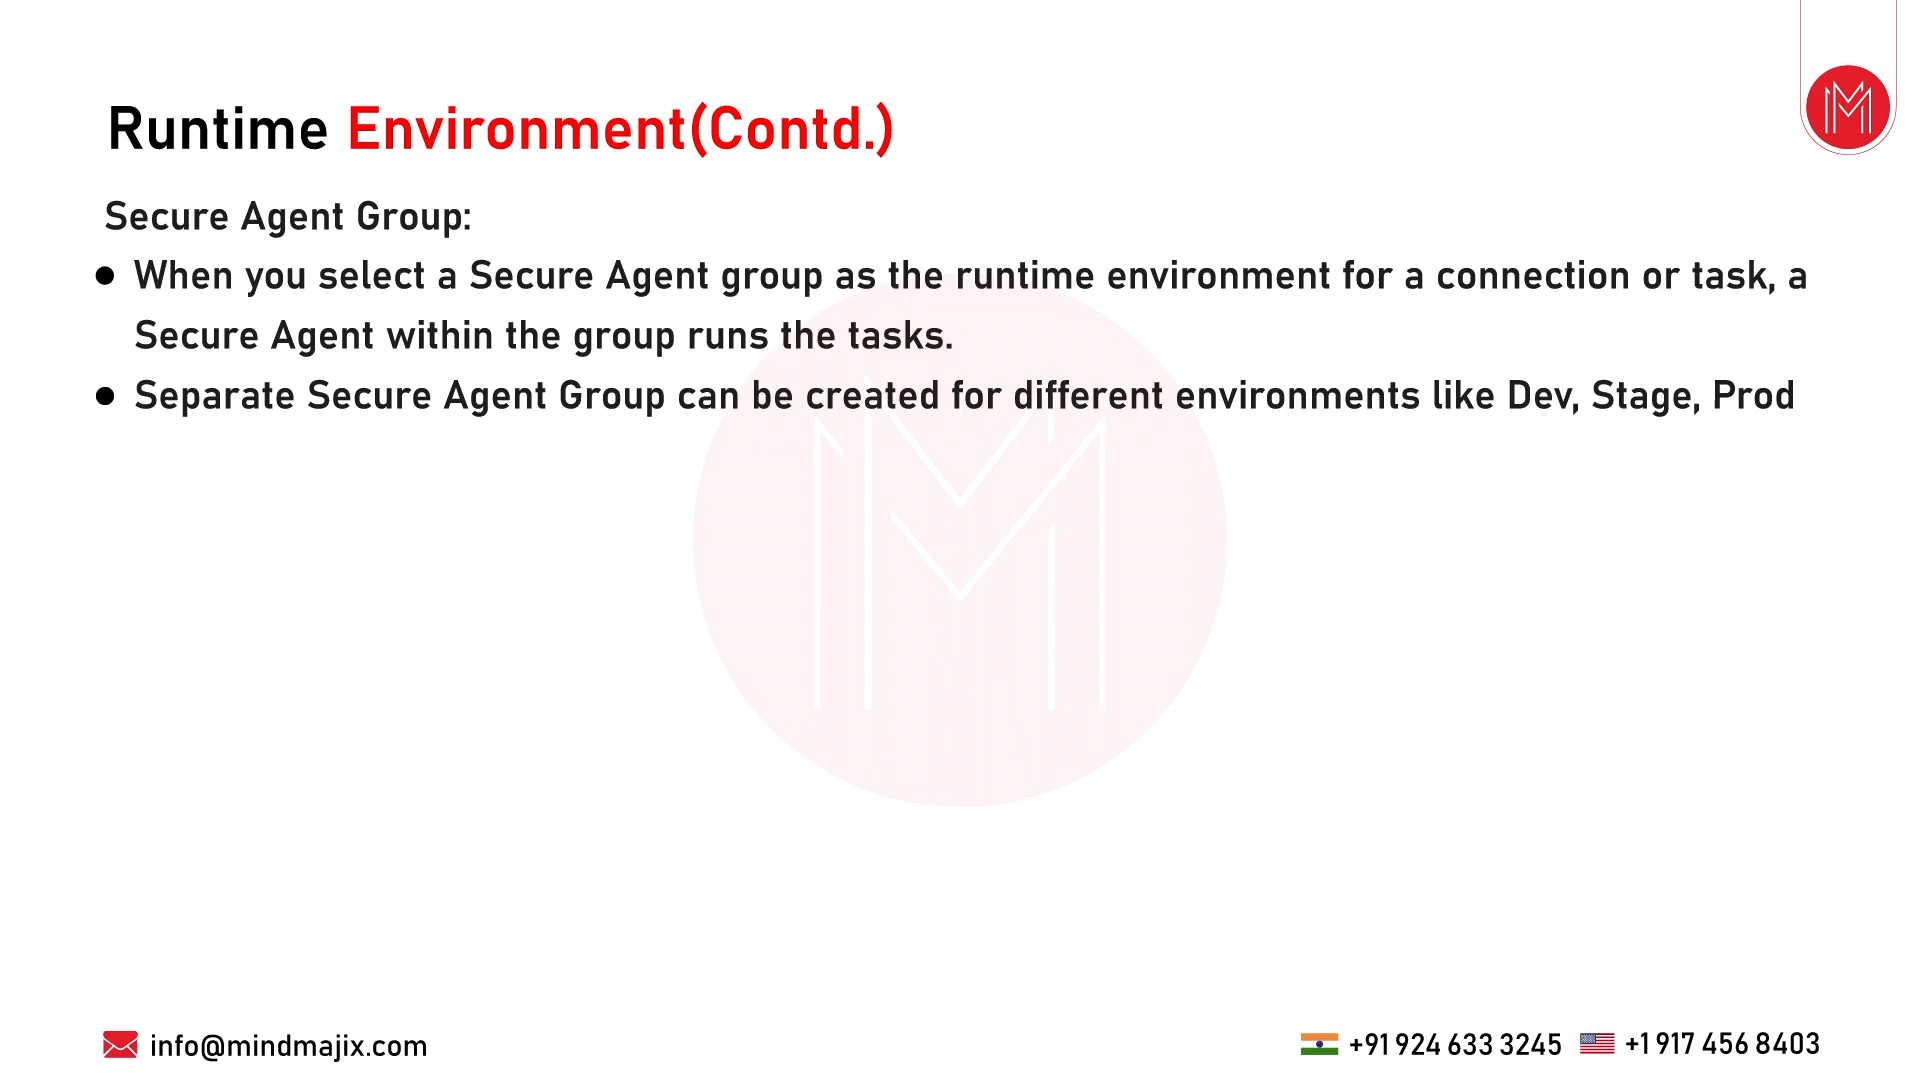 Runtime Environment(Contd.)
Secure Agent Group:
● When you select a Secure Agent group as the runtime environment for a connection or task, a
Secure Agent within the group runs the tasks.
● Separate Secure Agent Group can be created for different environments like Dev, Stage, Prod
info@mindmajix.com
+91 924 633 3245 +1 917 456 8403